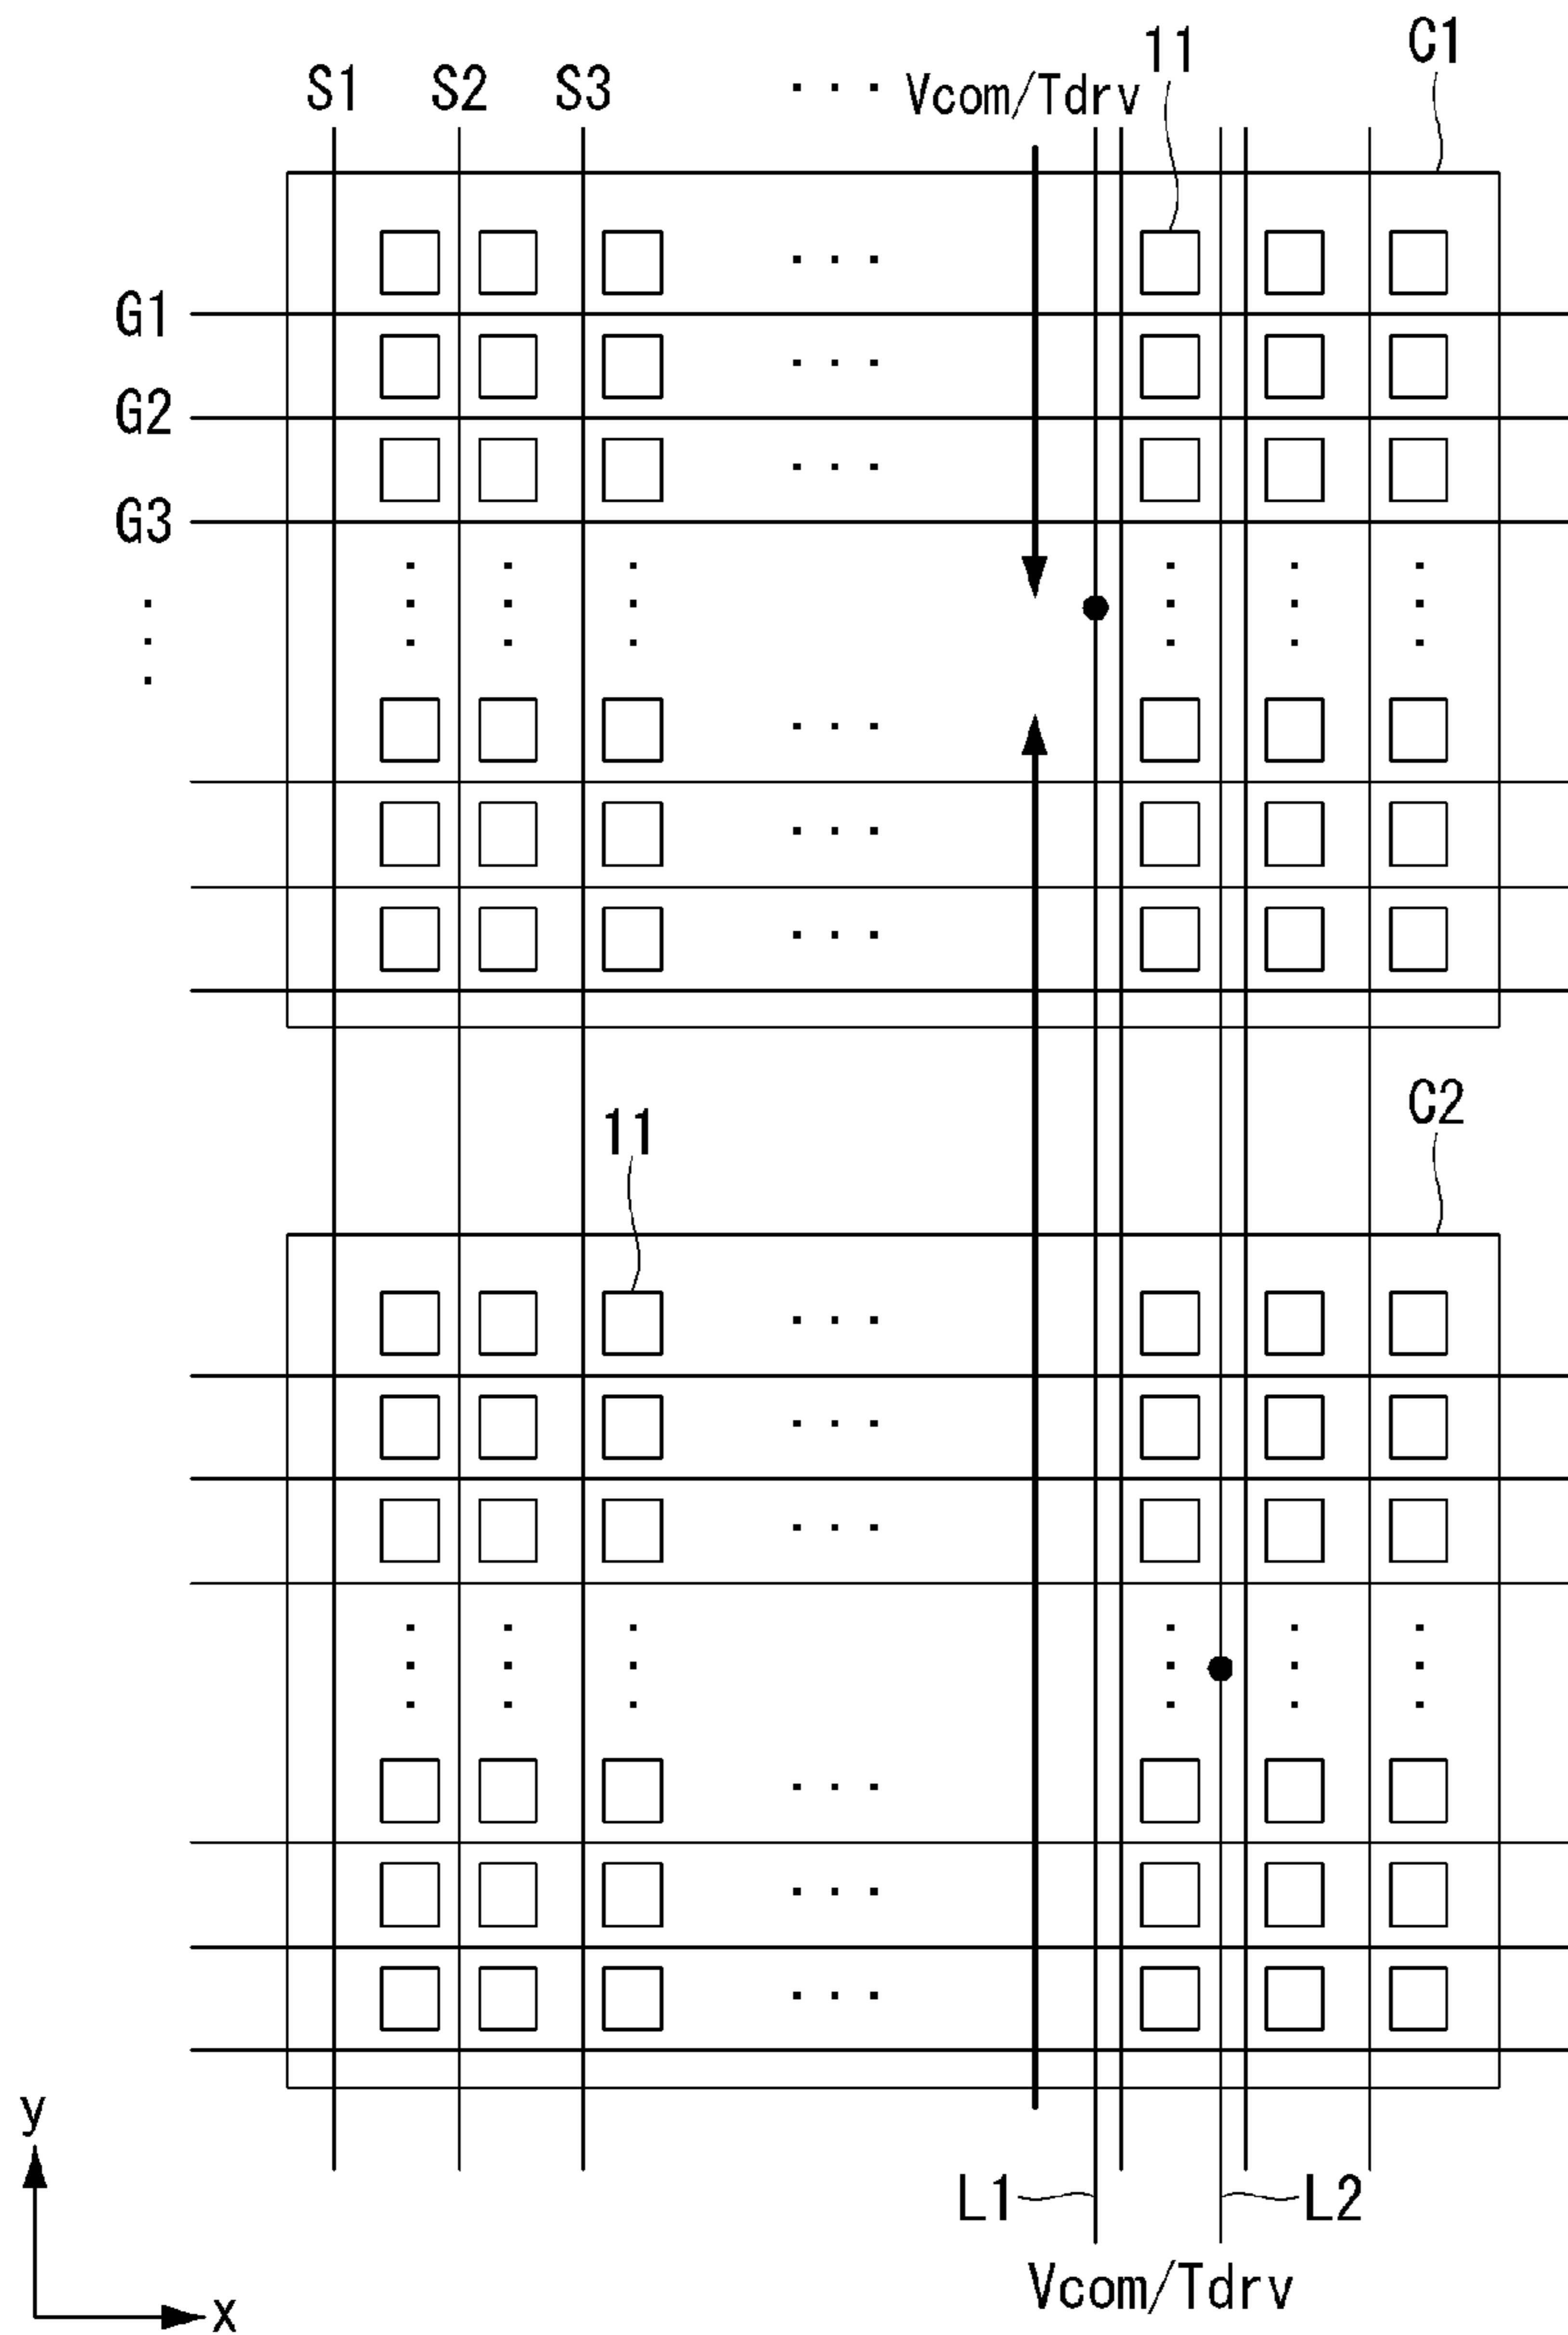 S1 S2 S3 ··· Vcom/Tdrv 11 C1
G1
G2
G3
C2
11
y
L1 L2
Vcom/Tdrv
x